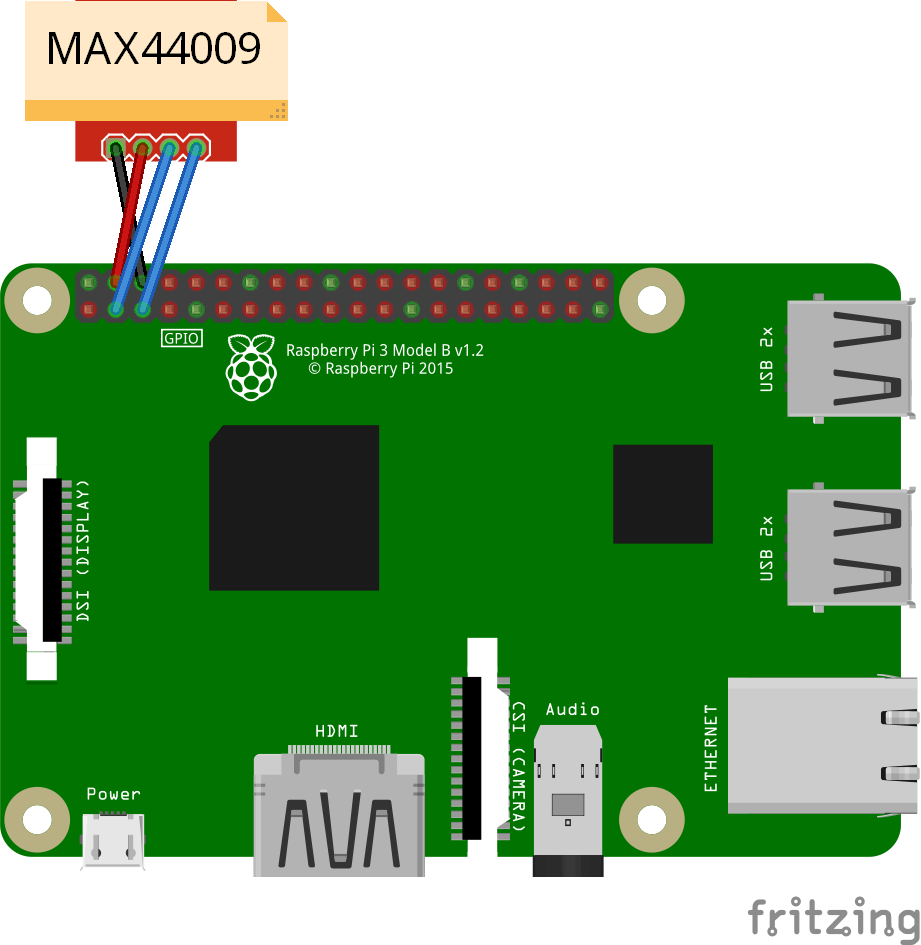 MAX44009
GPIO
Raspberry Pi 3 Model B v1.2
© Raspberry Pi 2015
USB 2x
DSI (DISPLAY)
USB 2x
HDMI
CSI (CAMERA)
Audio
ETHERNET
Power
fritzing